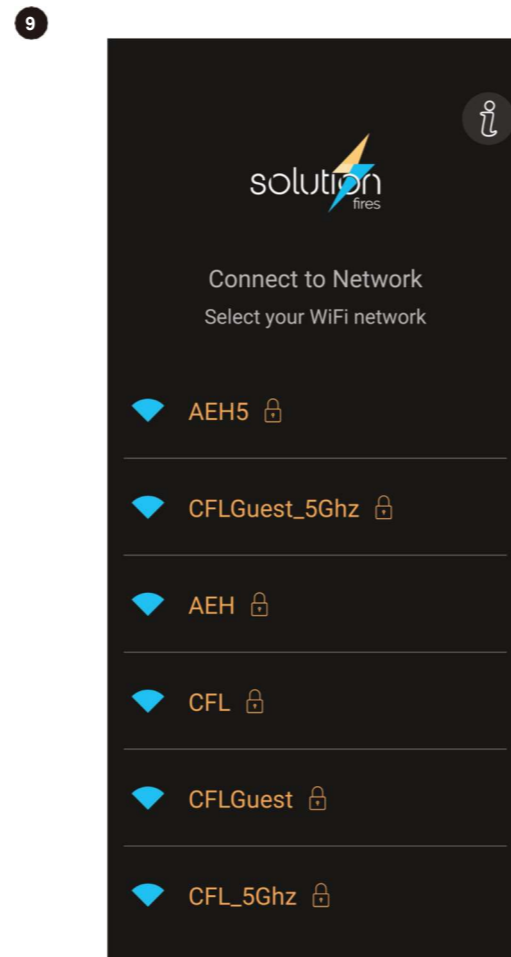 9
i
solution
fires
Connect to Network
Select your WiFi network
AEH5
CFLGuest_5Ghz
AEH
CFL
CFLGuest
CFL_5Ghz